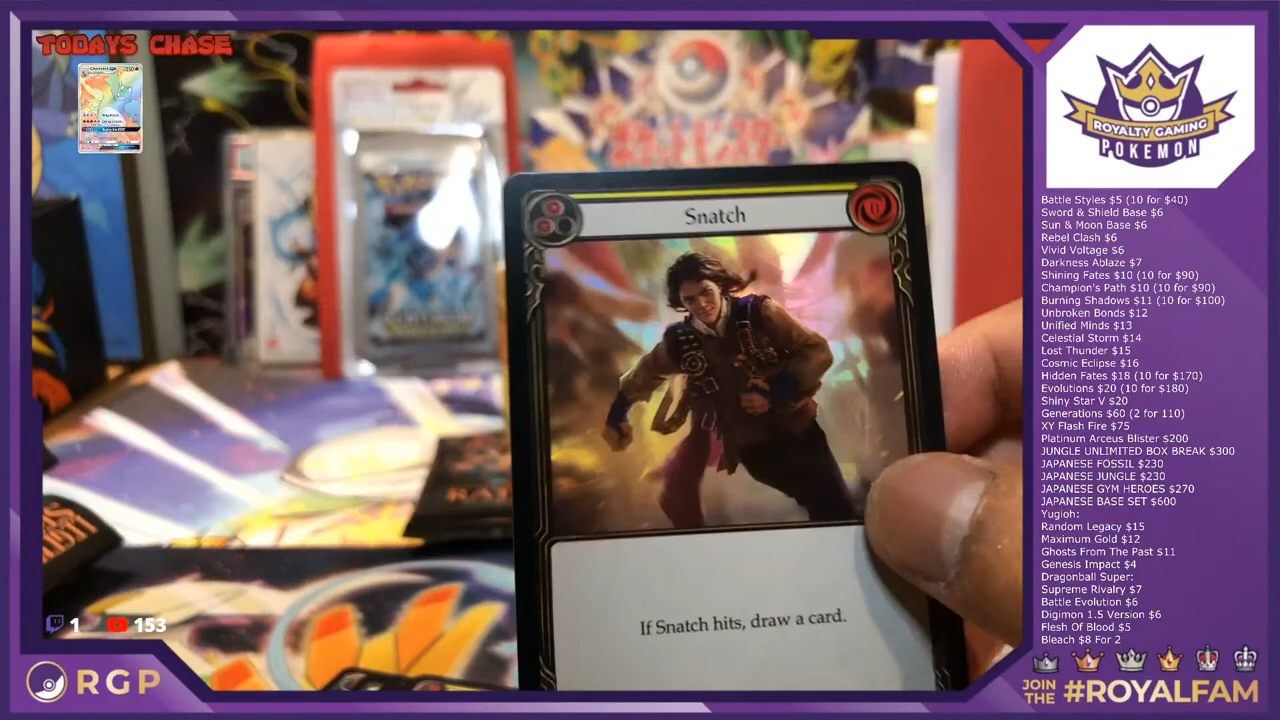 TODAYS CHASE
Snatch
If Snatch hits, draw a card.
1 153
RGP
ROYALTY GAMING
POKEMON
Battle Styles $5 (10 for $40)
Sword & Shield Base $6
Sun & Moon Base $6
Rebel Clash $6
Vivid Voltage $6
Darkness Ablaze $7
Shining Fates $10 (10 for $90)
Champion's Path $10 (10 for $90)
Burning Shadows $11 (10 for $100)
Unbroken Bonds $12
Unified Minds $13
Celestial Storm $14
Lost Thunder $15
Cosmic Eclipse $16
Hidden Fates $18 (10 for $170)
Evolutions $20 (10 for $180)
Shiny Star V $20
Generations $60 (2 for 110)
XY Flash Fire $75
Platinum Arceus Blister $200
JUNGLE UNLIMITED BOX BREAK $300
JAPANESE FOSSIL $230
JAPANESE JUNGLE $230
JAPANESE GYM HEROES $270
JAPANESE BASE SET $600
Yugioh:
Random Legacy $15
Maximum Gold $12
Ghosts From The Past $11
Genesis Impact $4
Dragonball Super:
Supreme Rivalry $7
Battle Evolution $6
Digimon 1.5 Version $6
Flesh Of Blood $5
Bleach $8 For 2
JOIN
THE #ROYALFAM